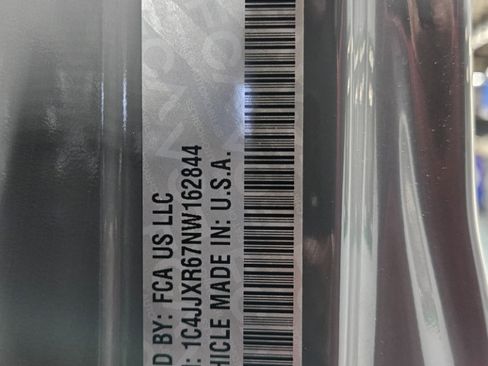 D BY: FCA US LLC
: 1C4JJXR67NW162844
HICLE MADE IN: U.S.A.